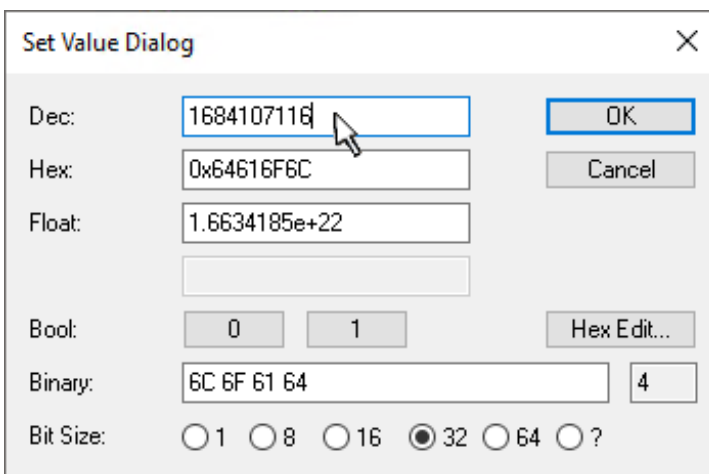 Set Value Dialog
Dec: 1684107116 OK
Hex: 0x64616F6C Cancel
Float: 1.6634185e+22
Bool: 0 1 Hex Edit...
Binary: 6C 6F 61 64 4
Bit Size: 1 8 16 32 64 ?